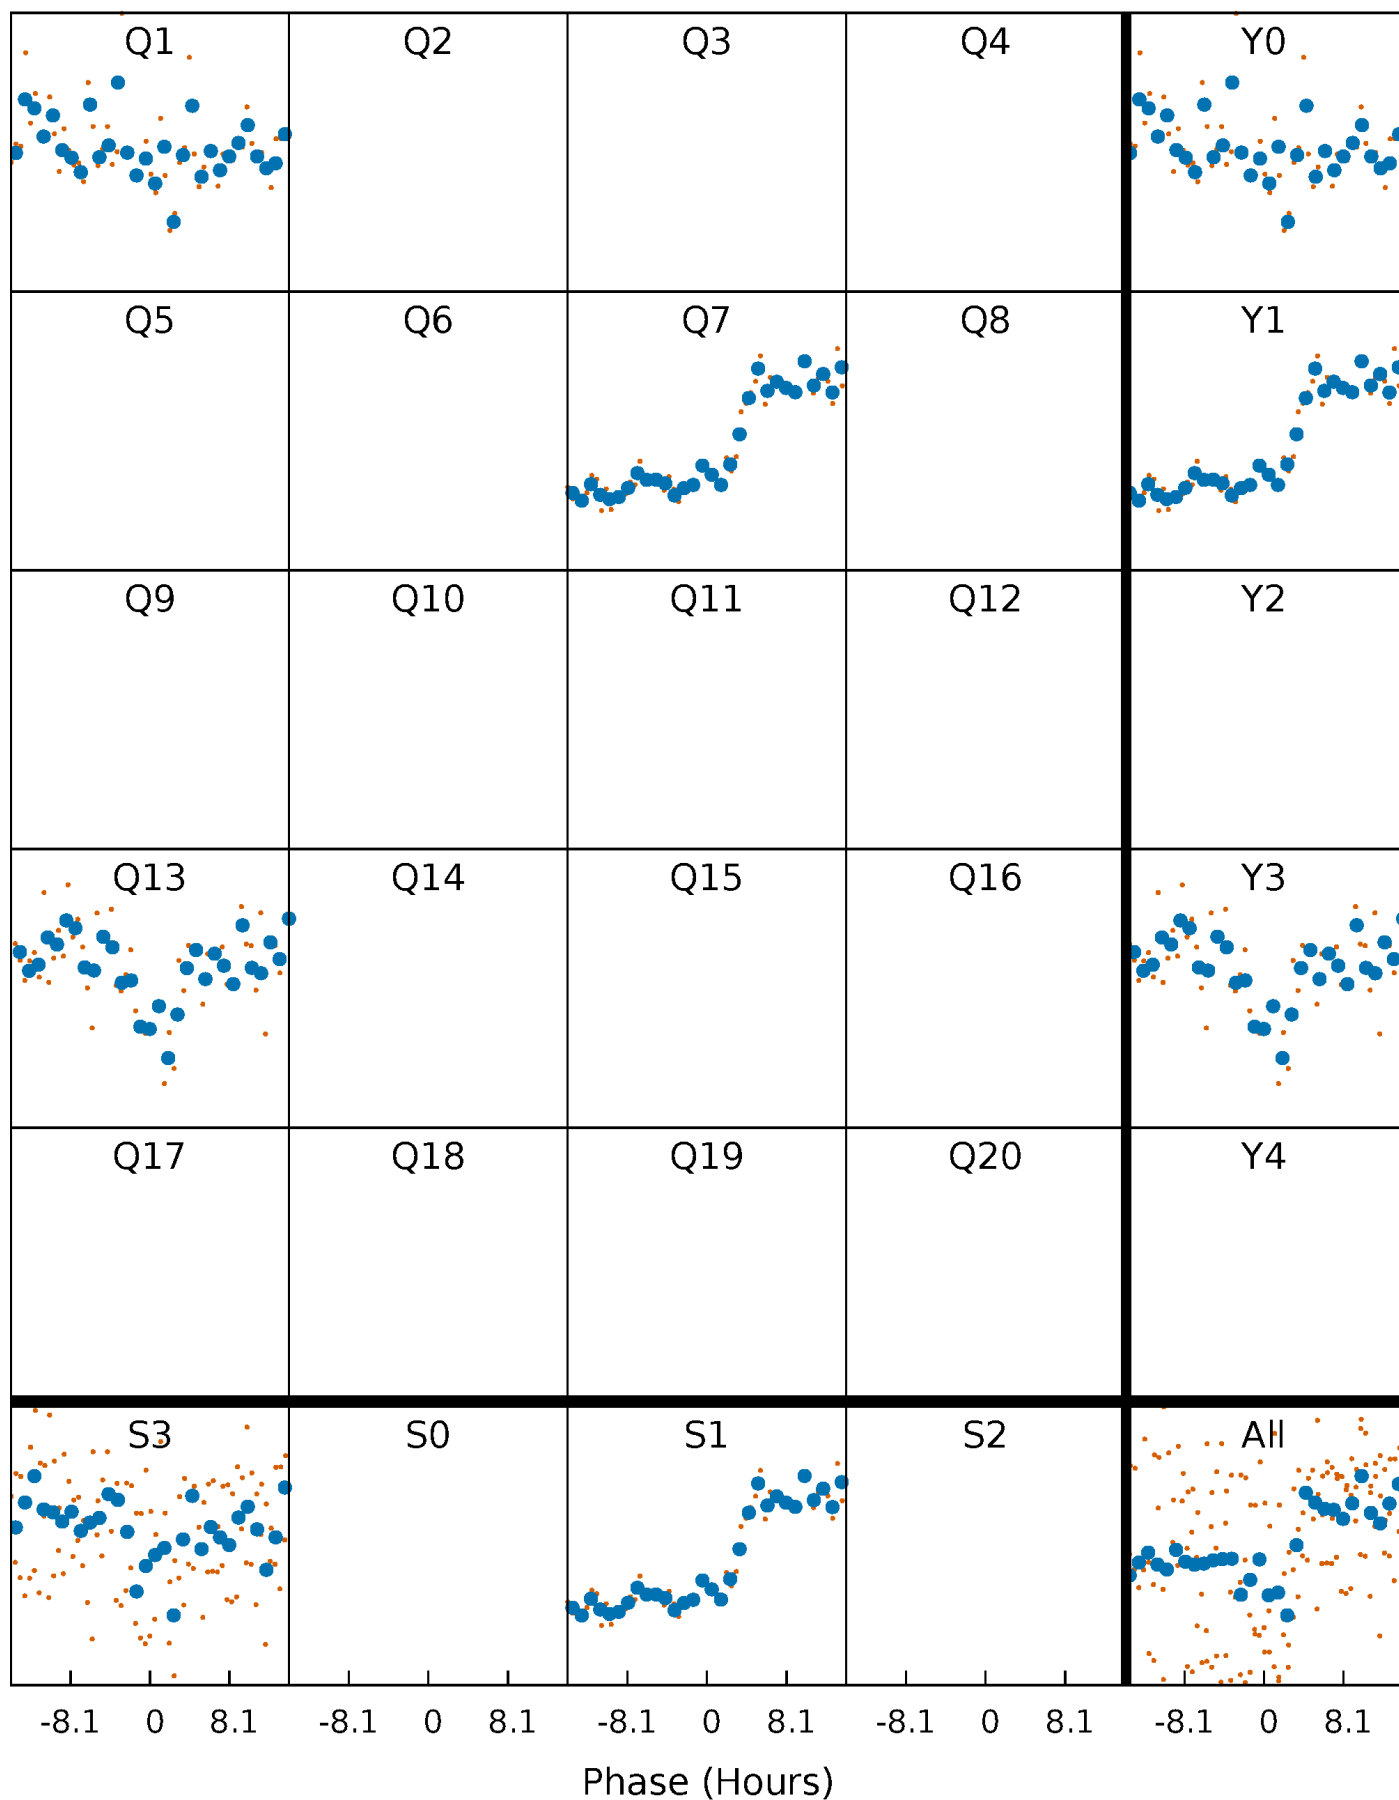 Q1 Q2 Q3 Q4 Y0
Q5 Q6 Q7 Q8 Y1
Q9 Q10 Q11 Q12 Y2
Q13 Q14 Q15 Q16 Y3
Q17 Q18 Q19 Q20 Y4
S3 S0 S1 S2 All
-8.1 0 8.1 -8.1 0 8.1 -8.1 0 8.1 -8.1 0 8.1 -8.1 0 8.1
Phase (Hours)